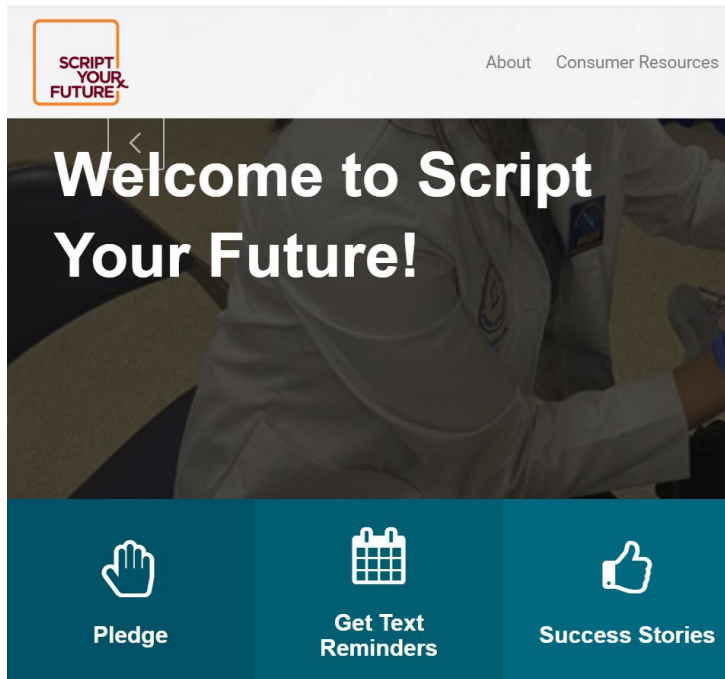 SCRIPT
YOUR
FUTURE
About Consumer Resources
Welcome to Script
Your Future!
Pledge
Get Text
Reminders
Success Stories